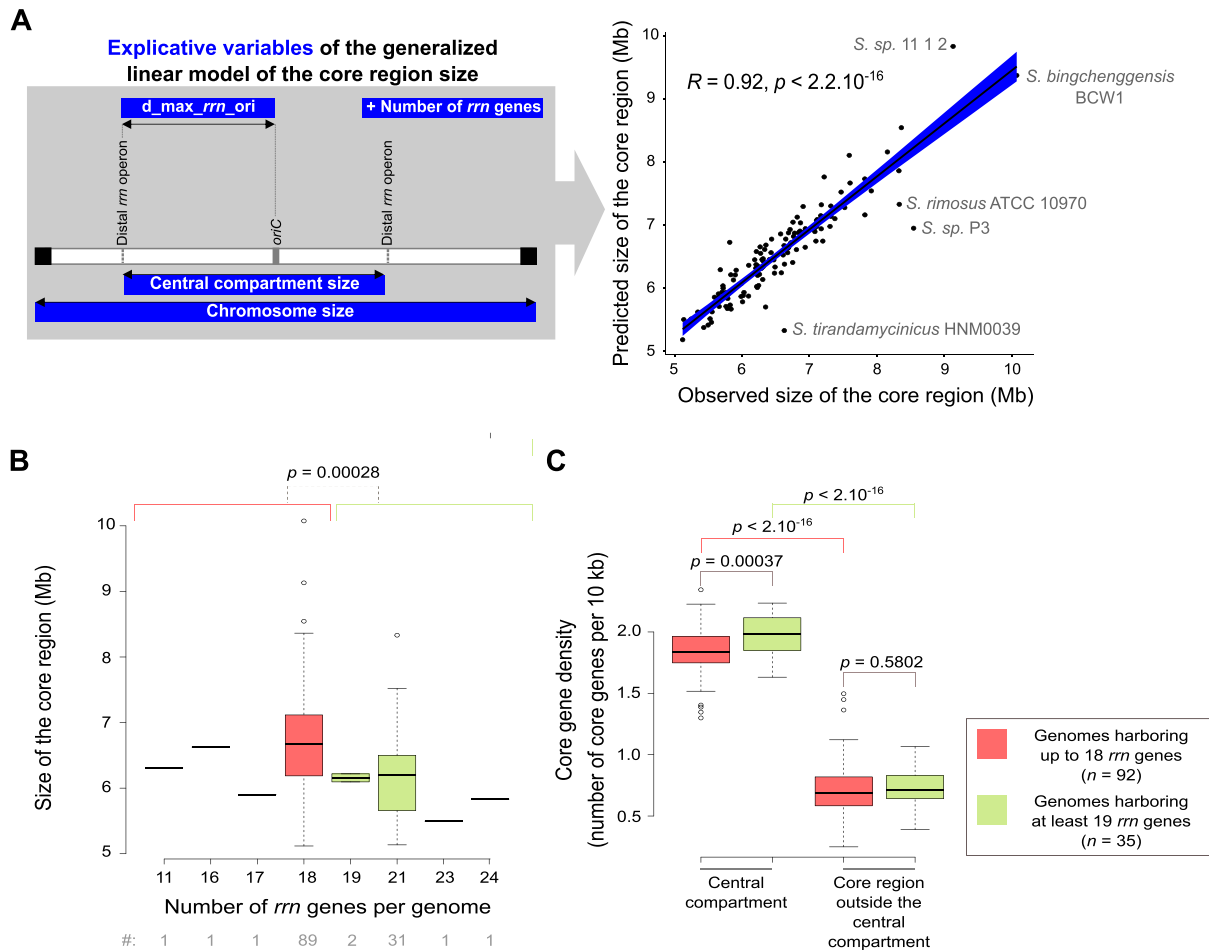 A
Explicative variables of the generalized
linear model of the core region size
d_max_rrn_ori
+ Number of rrn genes
Distal rrn operon
oriC
Distal rrn operon
Central compartment size
Chromosome size
Predicted size of the core region (Mb)
10
9
8
7
6
5
R = 0.92, p < 2.2.10-16
S. sp. 11 1 2
S. bingchenggensis
BCW1
S. rimosus ATCC 10970
S. sp. P3
S. tirandamycinicus HNM0039
5 6 7 8 9 10
Observed size of the core region (Mb)
B
p = 0.00028
Size of the core region (Mb)
10
9
8
7
6
5
11 16 17 18 19 21 23 24
Number of rrn genes per genome
#: 1 1 1 89 2 31 1 1
C
p < 2.10-16
p < 2.10-16
p = 0.00037
p = 0.5802
Core gene density
(number of core genes per 10 kb)
2.0
1.5
1.0
0.5
Central
compartment
Core region
outside the
central
compartment
Genomes harboring
up to 18 rrn genes
(n = 92)
Genomes harboring
at least 19 rrn genes
(n = 35)